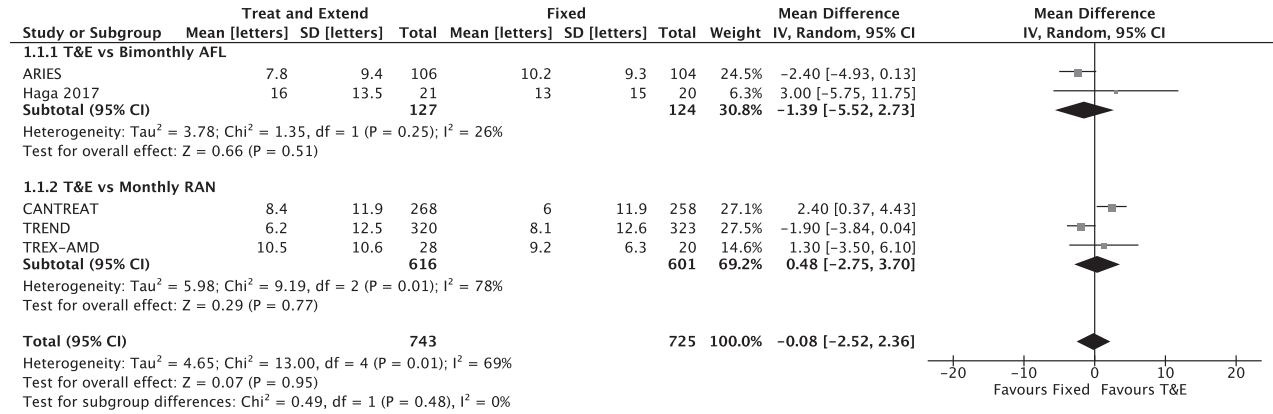 Treat and Extend Fixed Mean Difference Mean Difference
Study or Subgroup Mean [letters] SD [letters] Total Mean [letters] SD [letters] Total Weight IV, Random, 95% CI IV, Random, 95% CI
1.1.1 T&E vs Bimonthly AFL
ARIES 7.8 9.4 106 10.2 9.3 104 24.5% −2.40 [−4.93, 0.13]
Haga 2017 16 13.5 21 13 15 20 6.3% 3.00 [−5.75, 11.75]
Subtotal (95% CI) 127 124 30.8% −1.39 [−5.52, 2.73]
Heterogeneity: Tau² = 3.78; Chi² = 1.35, df = 1 (P = 0.25); I² = 26%
Test for overall effect: Z = 0.66 (P = 0.51)
1.1.2 T&E vs Monthly RAN
CANTREAT 8.4 11.9 268 6 11.9 258 27.1% 2.40 [0.37, 4.43]
TREND 6.2 12.5 320 8.1 12.6 323 27.5% −1.90 [−3.84, 0.04]
TREX−AMD 10.5 10.6 28 9.2 6.3 20 14.6% 1.30 [−3.50, 6.10]
Subtotal (95% CI) 616 601 69.2% 0.48 [−2.75, 3.70]
Heterogeneity: Tau² = 5.98; Chi² = 9.19, df = 2 (P = 0.01); I² = 78%
Test for overall effect: Z = 0.29 (P = 0.77)
Total (95% CI) 743 725 100.0% −0.08 [−2.52, 2.36]
Heterogeneity: Tau² = 4.65; Chi² = 13.00, df = 4 (P = 0.01); I² = 69%
−20 −10 0 10 20
Test for overall effect: Z = 0.07 (P = 0.95)
Favours Fixed Favours T&E
Test for subgroup differences: Chi² = 0.49, df = 1 (P = 0.48), I² = 0%